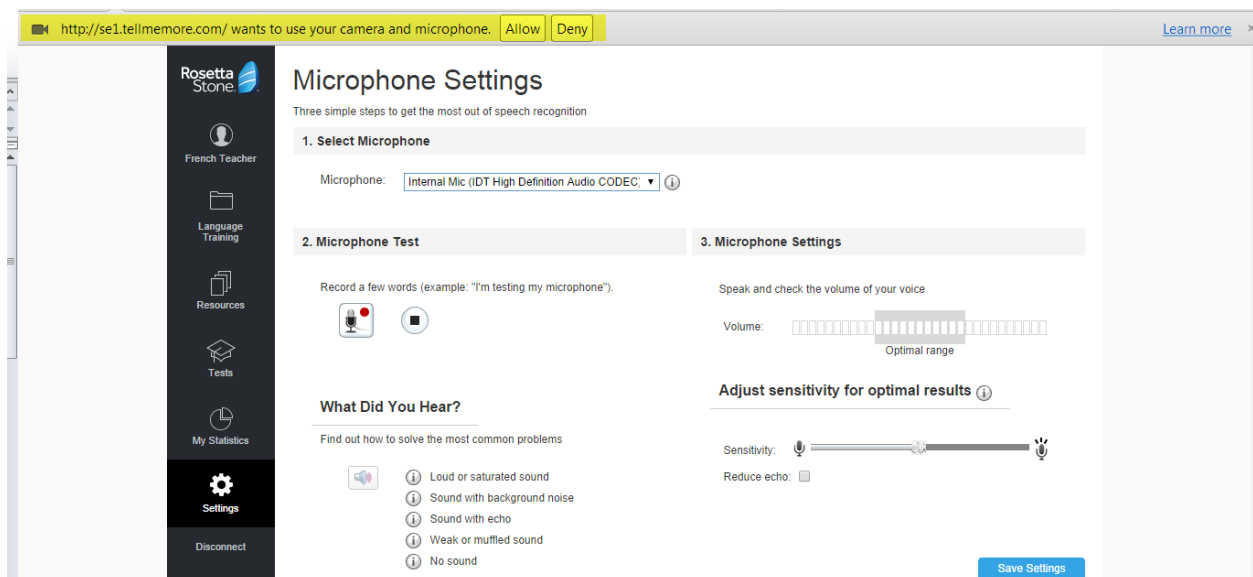 http://se1.tellmemore.com/ wants to use your camera and microphone. Allow Deny Learn more ×
Rosetta
Stone
French Teacher
Language
Training
Resources
Tests
My Statistics
Settings
Disconnect
Microphone Settings
Three simple steps to get the most out of speech recognition
1. Select Microphone
Microphone: Internal Mic (IDT High Definition Audio CODEC;
2. Microphone Test
Record a few words (example: "I'm testing my microphone").
What Did You Hear?
Find out how to solve the most common problems
Loud or saturated sound
Sound with background noise
Sound with echo
Weak or muffled sound
No sound
3. Microphone Settings
Speak and check the volume of your voice
Volume:
Optimal range
Adjust sensitivity for optimal results
Sensitivity:
Reduce echo:
Save Settings